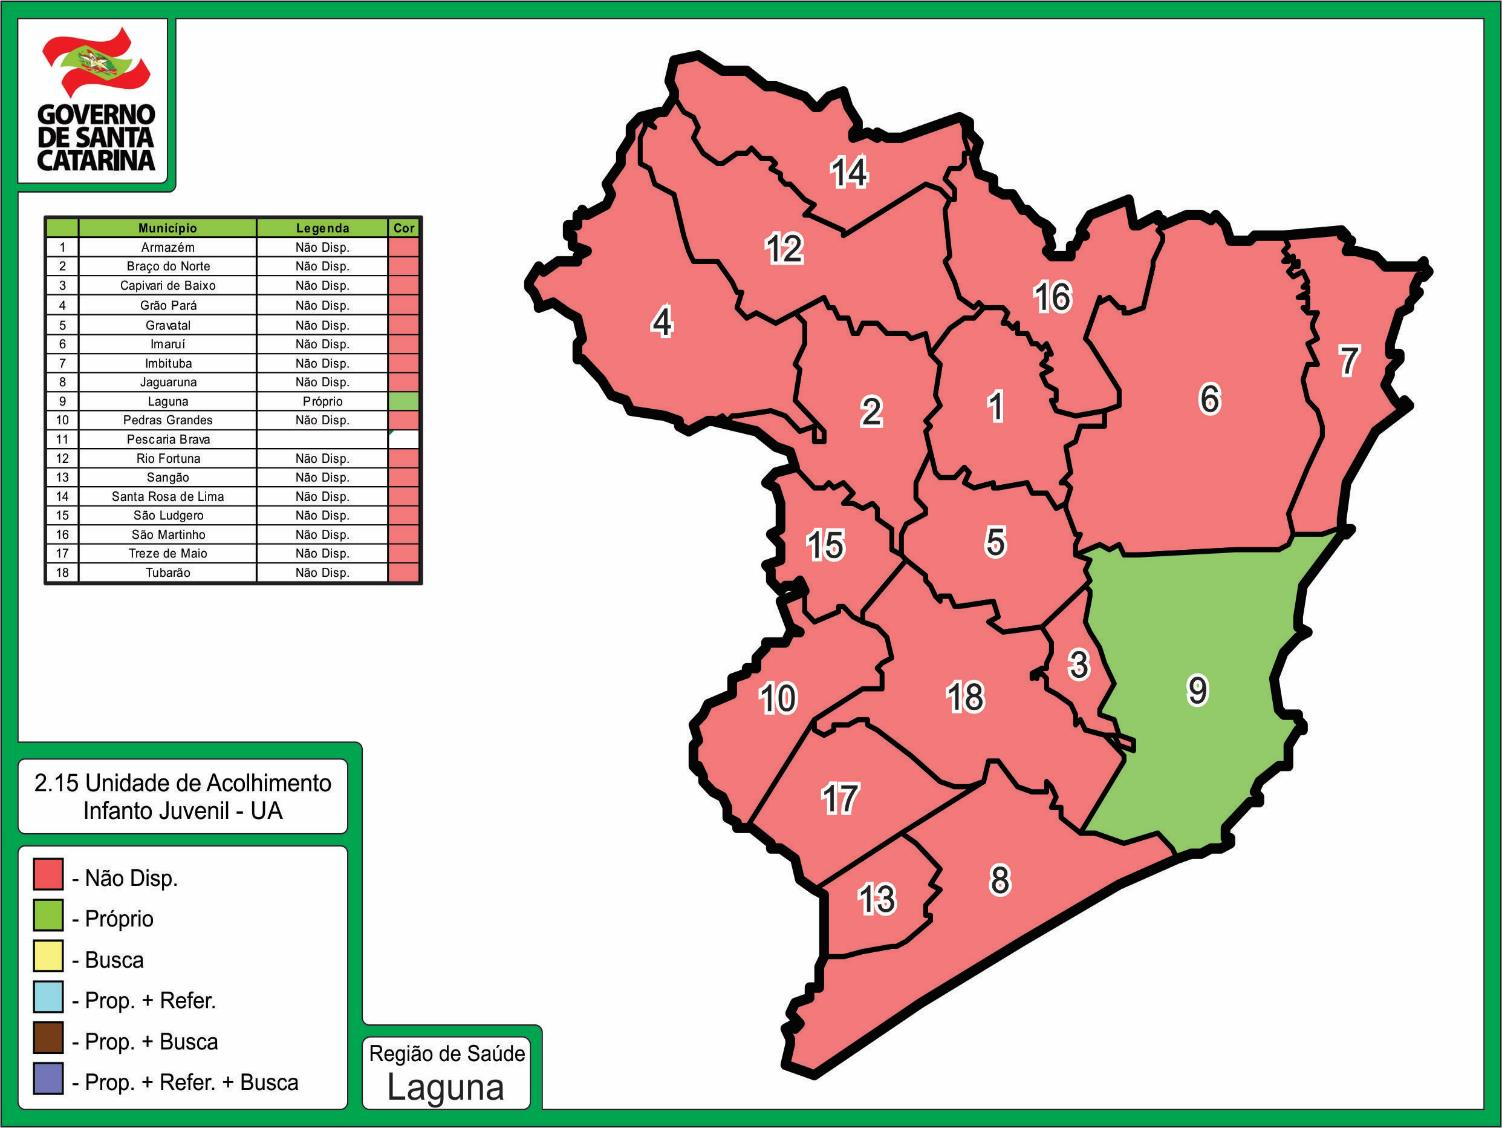 GOVERNO
DE SANTA
CATARINA
Município Legenda Cor
1 Armazém Não Disp.
2 Braço do Norte Não Disp.
3 Capivari de Baixo Não Disp.
4 Grão Pará Não Disp.
5 Gravatal Não Disp.
6 Imaruí Não Disp.
7 Imbituba Não Disp.
8 Jaguaruna Não Disp.
9 Laguna Próprio
10 Pedras Grandes Não Disp.
11 Pescaria Brava
12 Rio Fortuna Não Disp.
13 Sangão Não Disp.
14 Santa Rosa de Lima Não Disp.
15 São Ludgero Não Disp.
16 São Martinho Não Disp.
17 Treze de Maio Não Disp.
18 Tubarão Não Disp.
14
12
16
4
7
6
2
1
15
5
3
9
10
18
17
8
13
2.15 Unidade de Acolhimento
Infanto Juvenil - UA
- Não Disp.
- Próprio
- Busca
- Prop. + Refer.
- Prop. + Busca
- Prop. + Refer. + Busca
Região de Saúde
Laguna